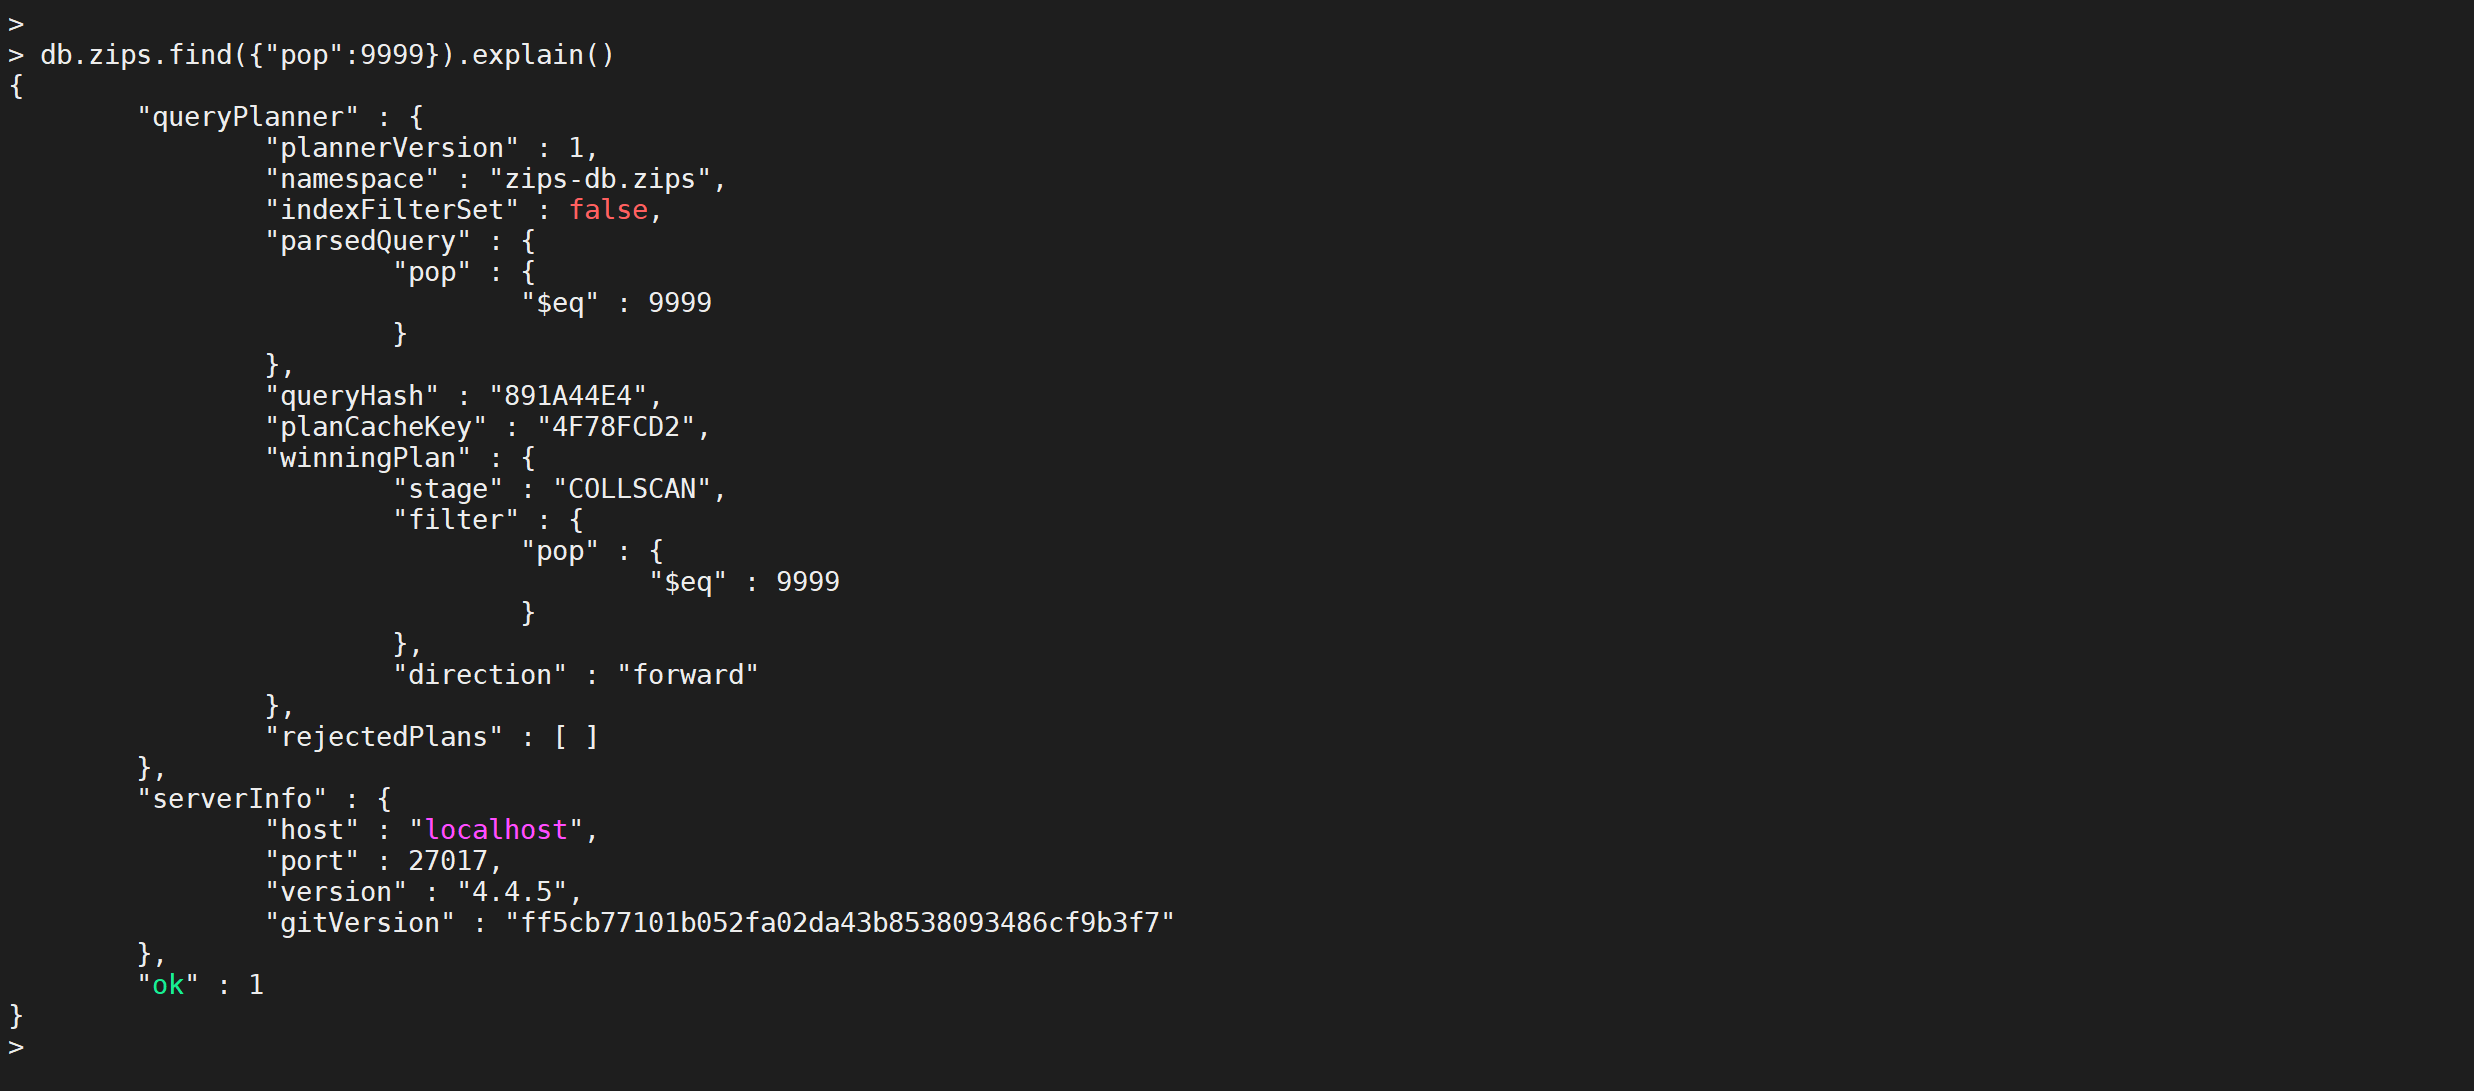 >
> db.zips.find({"pop":9999}).explain()
{
        "queryPlanner" : {
                "plannerVersion" : 1,
                "namespace" : "zips-db.zips",
                "indexFilterSet" : false,
                "parsedQuery" : {
                        "pop" : {
                                "$eq" : 9999
                        }
                },
                "queryHash" : "891A44E4",
                "planCacheKey" : "4F78FCD2",
                "winningPlan" : {
                        "stage" : "COLLSCAN",
                        "filter" : {
                                "pop" : {
                                        "$eq" : 9999
                                }
                        },
                        "direction" : "forward"
                },
                "rejectedPlans" : [ ]
        },
        "serverInfo" : {
                "host" : "localhost",
                "port" : 27017,
                "version" : "4.4.5",
                "gitVersion" : "ff5cb77101b052fa02da43b8538093486cf9b3f7"
        },
        "ok" : 1
}
>